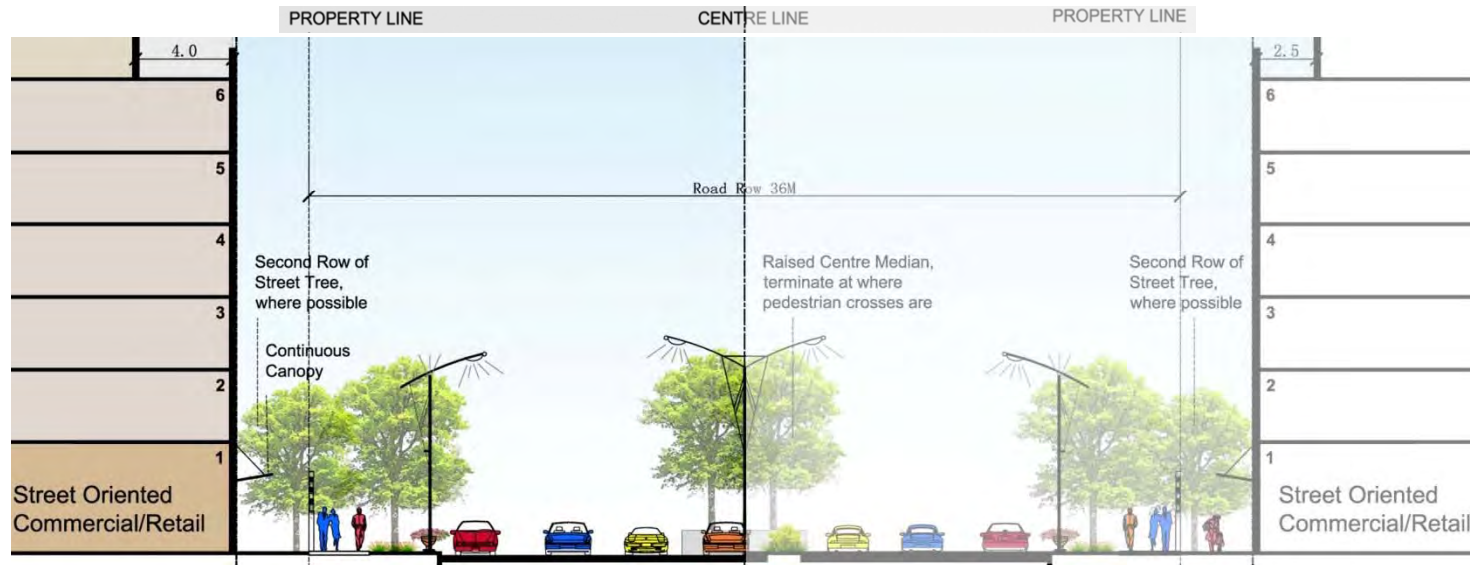 PROPERTY LINE
CENTRE LINE
PROPERTY LINE
4.0
2.5
6
6
5
5
Road Row 36M
4
4
Second Row of
Street Tree,
where possible
Raised Centre Median,
terminate at where
pedestrian crosses are
Second Row of
Street Tree,
where possible
3
3
Continuous
Canopy
2
2
1
1
Street Oriented
Commercial/Retail
Street Oriented
Commercial/Retail